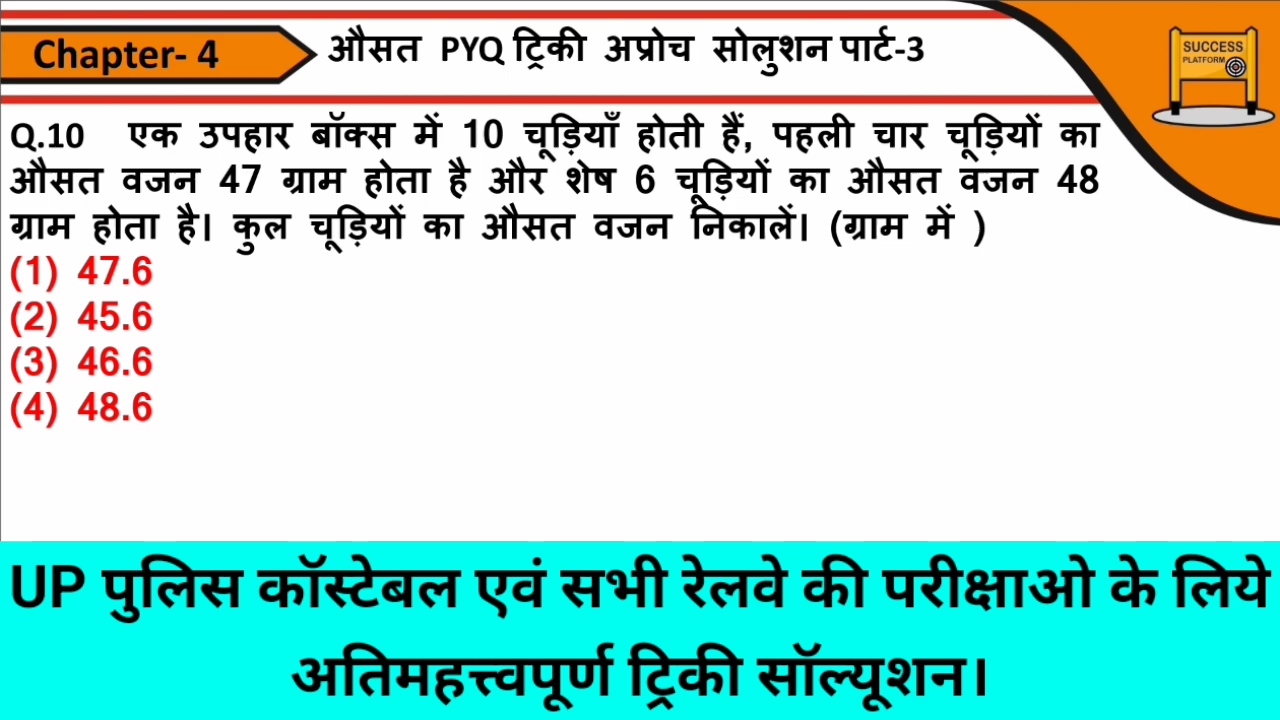 Chapter- 4
औसत PYQ ट्रिकी अप्रोच सोलुशन पार्ट-3
SUCCESS
PLATFORM
Q.10 एक उपहार बॉक्स में 10 चूड़ियाँ होती हैं, पहली चार चूड़ियों का
औसत वजन 47 ग्राम होता है और शेष 6 चूड़ियों का औसत वजन 48
ग्राम होता है। कुल चूड़ियों का औसत वजन निकालें। (ग्राम में )
(1) 47.6
(2) 45.6
(3) 46.6
(4) 48.6
UP पुलिस कॉस्टेबल एवं सभी रेलवे की परीक्षाओ के लिये
अतिमहत्त्वपूर्ण ट्रिकी सॉल्यूशन।